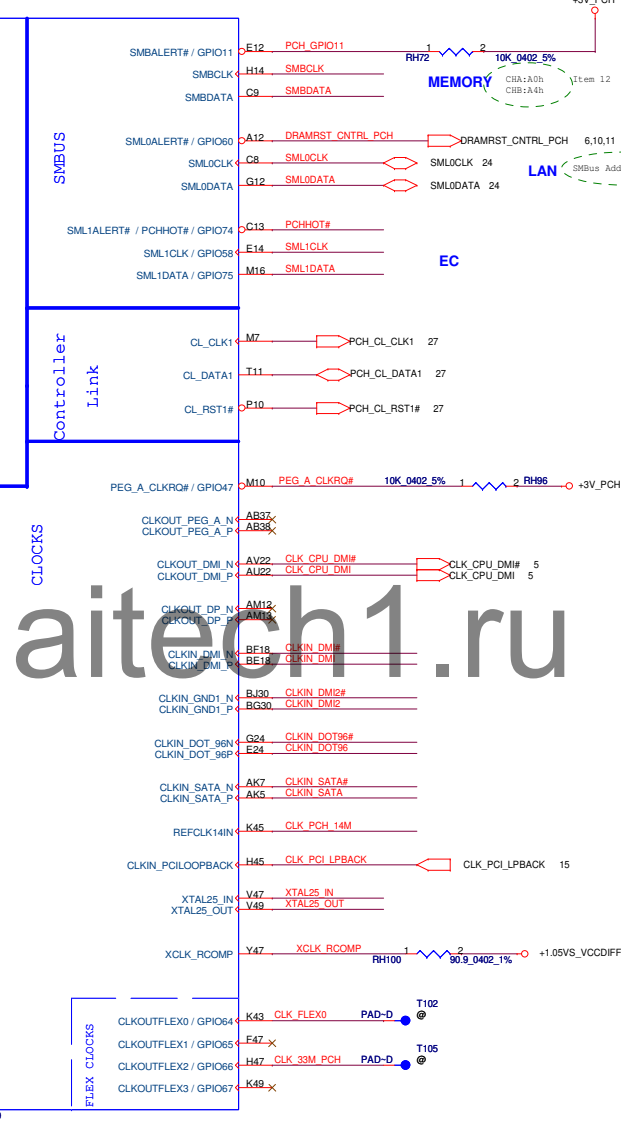 +3V_PCH
SMBALERT# / GPIO11 E12 PCH_GPIO11 1 2
RH72 10K_0402_5%
SMBCLK H14 SMBCLK
MEMORY CHA:A0h Item 12
CHB:A4h
SMBDATA C9 SMBDATA
SMBUS
SML0ALERT# / GPIO60 A12 DRAMRST_CNTRL_PCH DRAMRST_CNTRL_PCH 6,10,11
SML0CLK C8 SML0CLK SML0CLK 24
LAN SMBus Add
SML0DATA G12 SML0DATA SML0DATA 24
SML1ALERT# / PCHHOT# / GPIO74 C13 PCHHOT#
SML1CLK / GPIO58 E14 SML1CLK
EC
SML1DATA / GPIO75 M16 SML1DATA
Controller
Link
CL_CLK1 M7 PCH_CL_CLK1 27
CL_DATA1 T11 PCH_CL_DATA1 27
CL_RST1# P10 PCH_CL_RST1# 27
PEG_A_CLKRQ# / GPIO47 M10 PEG_A_CLKRQ# 10K_0402_5% 1 2 RH96 +3V_PCH
CLOCKS
CLKOUT_PEG_A_N AB37
CLKOUT_PEG_A_P AB38
CLKOUT_DMI_N AV22 CLK_CPU_DMI# CLK_CPU_DMI# 5
CLKOUT_DMI_P AU22 CLK_CPU_DMI CLK_CPU_DMI 5
CLKOUT_DP_N AM12
CLKOUT_DP_P AM13
aitech1.ru
CLKIN_DMI_N BF18 CLKIN_DMI#
CLKIN_DMI_P BE18 CLKIN_DMI
CLKIN_GND1_N BJ30 CLKIN_DMI2#
CLKIN_GND1_P BG30 CLKIN_DMI2
CLKIN_DOT_96N G24 CLKIN_DOT96#
CLKIN_DOT_96P E24 CLKIN_DOT96
CLKIN_SATA_N AK7 CLKIN_SATA#
CLKIN_SATA_P AK5 CLKIN_SATA
REFCLK14IN K45 CLK_PCH_14M
CLKIN_PCILOOPBACK H45 CLK_PCI_LPBACK CLK_PCI_LPBACK 15
XTAL25_IN V47 XTAL25_IN
XTAL25_OUT V49 XTAL25_OUT
XCLK_RCOMP Y47 XCLK_RCOMP 1 2 +1.05VS_VCCDIFF
RH100 90.9_0402_1%
FLEX CLOCKS
T102
CLKOUTFLEX0 / GPIO64 K43 CLK_FLEX0 PAD~D @
CLKOUTFLEX1 / GPIO65 F47
T105
CLKOUTFLEX2 / GPIO66 H47 CLK_33M_PCH PAD~D @
CLKOUTFLEX3 / GPIO67 K49